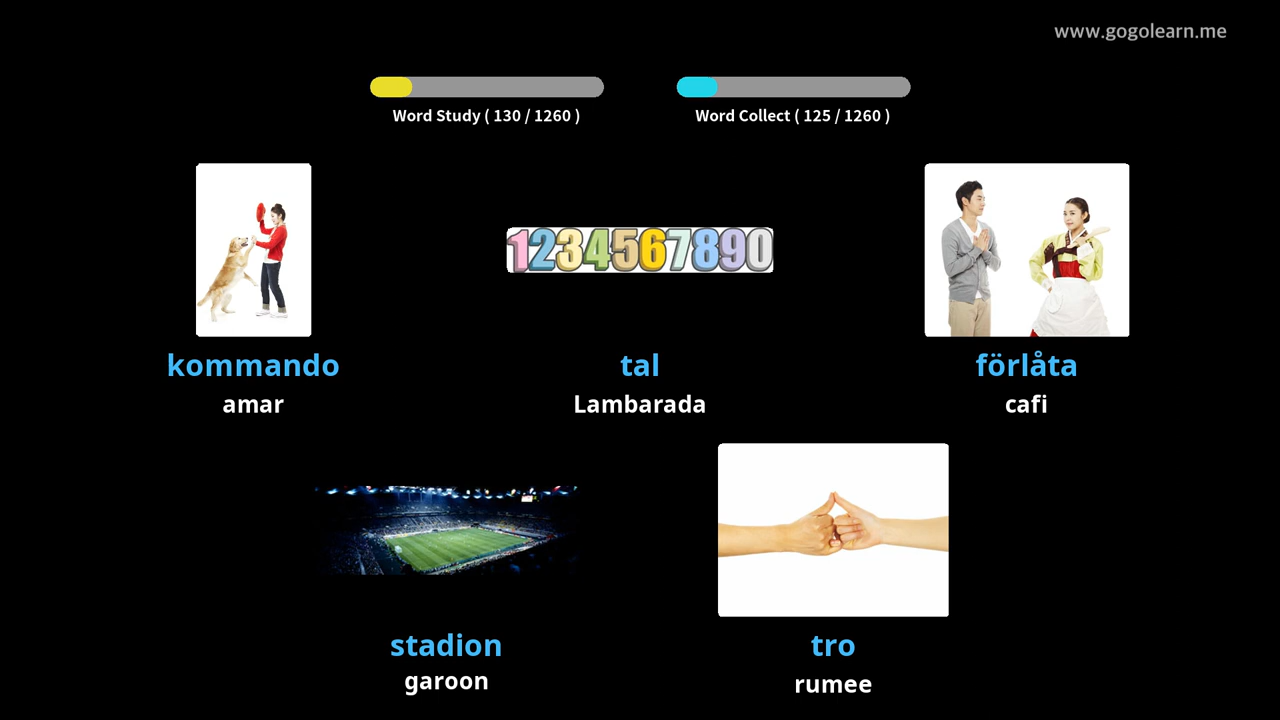 www.gogolearn.me
Word Study ( 130 / 1260 )
Word Collect ( 125 / 1260 )
1234567890
kommando
amar
tal
Lambarada
förlåta
cafi
stadion
garoon
tro
rumee